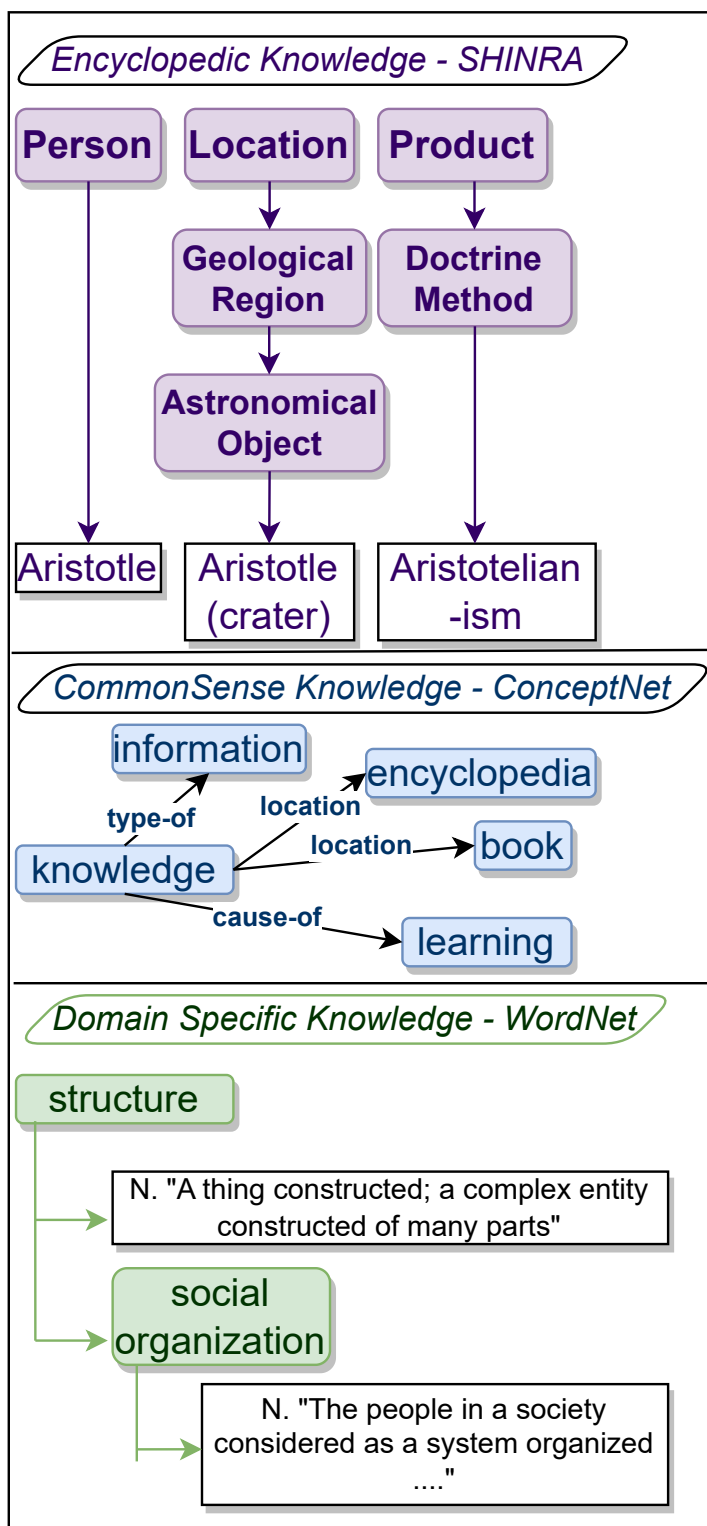 Encyclopedic Knowledge - SHINRA
Person
Location
Product
Geological
Region
Doctrine
Method
Astronomical
Object
Aristotle
Aristotle
(crater)
Aristotelian
-ism
CommonSense Knowledge - ConceptNet
information
encyclopedia
type-of
location
location
book
knowledge
cause-of
learning
Domain Specific Knowledge - WordNet
structure
N. "A thing constructed; a complex entity
constructed of many parts"
social
organization
N. "The people in a society
considered as a system organized
...."